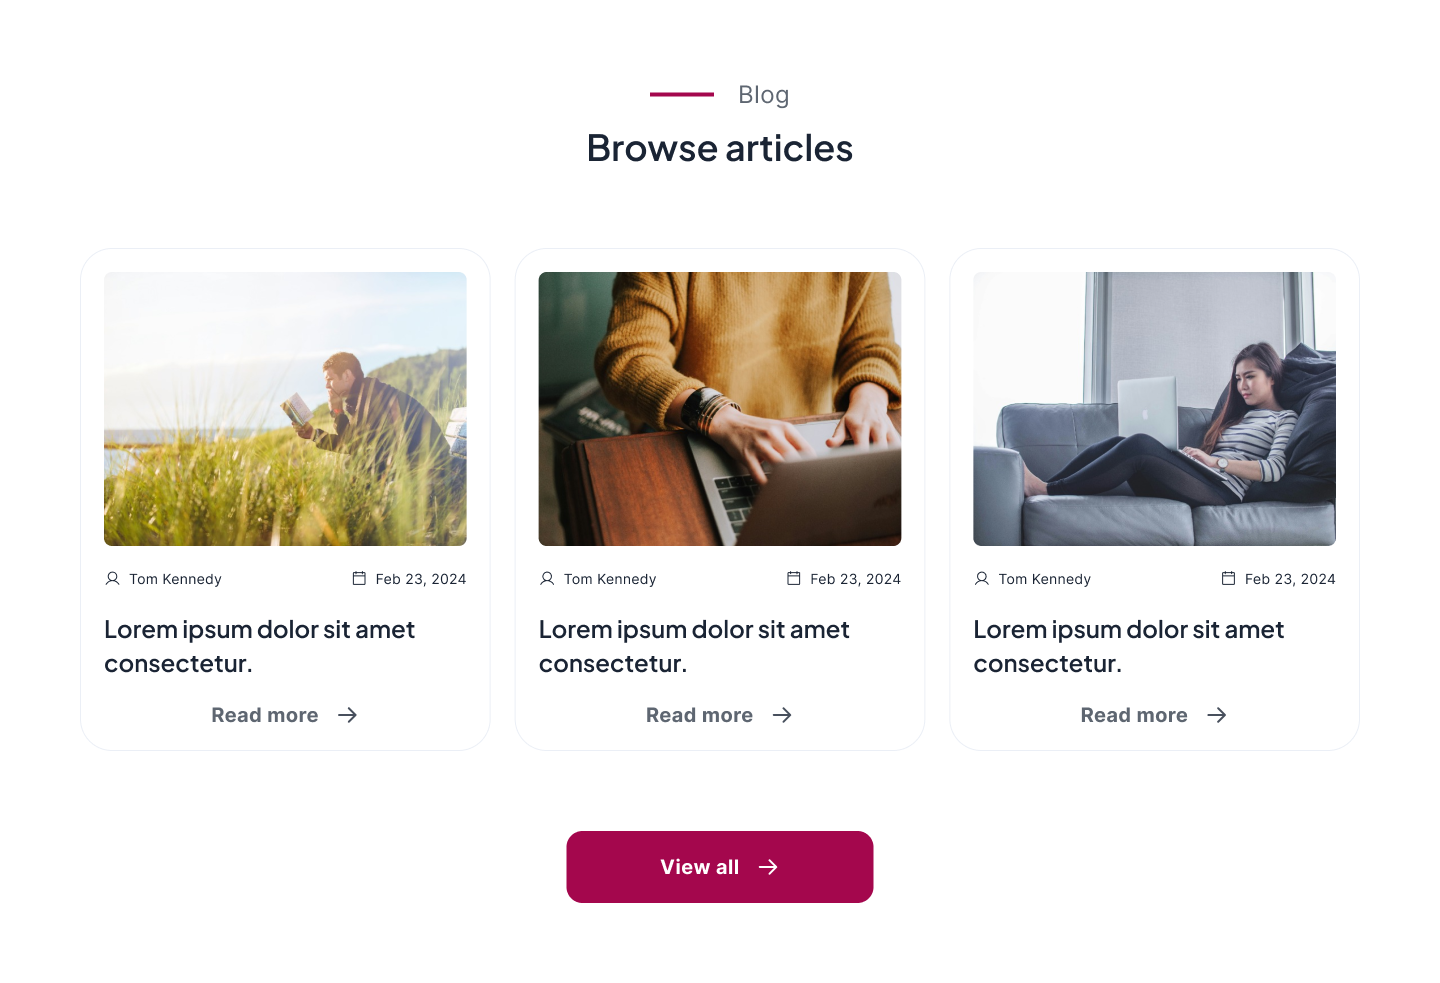 Blog
Browse articles
Tom Kennedy
Feb 23, 2024
Lorem ipsum dolor sit amet
consectetur.
Read more
Tom Kennedy
Feb 23, 2024
Lorem ipsum dolor sit amet
consectetur.
Read more
Tom Kennedy
Feb 23, 2024
Lorem ipsum dolor sit amet
consectetur.
Read more
View all